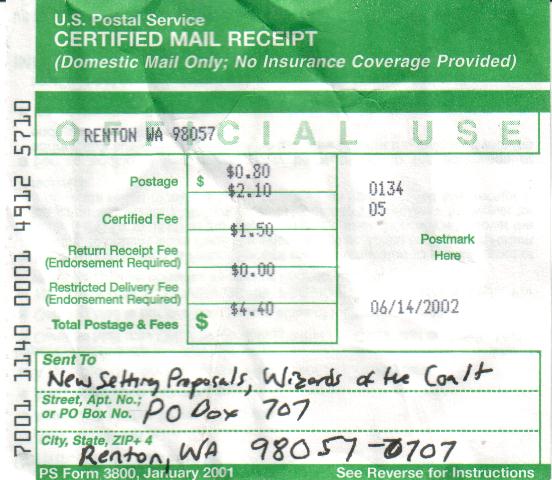 U.S. Postal Service
CERTIFIED MAIL RECEIPT
(Domestic Mail Only; No Insurance Coverage Provided)
7001 1140 0001 4912 5710
OFFICIAL USE
RENTON WA 98057
Postage $ $0.80
$2.10
0134
Certified Fee
05
$1.50
Postmark
Here
Return Receipt Fee
(Endorsement Required)
$0.00
Restricted Delivery Fee
(Endorsement Required)
$4.40
06/14/2002
Total Postage & Fees $
Sent To
New Setting Proposals, Wizards of the Coast
Street, Apt. No.;
or PO Box No. PO Box 707
City, State, ZIP+ 4
Renton, WA 98057-0707
PS Form 3800, January 2001 See Reverse for Instructions